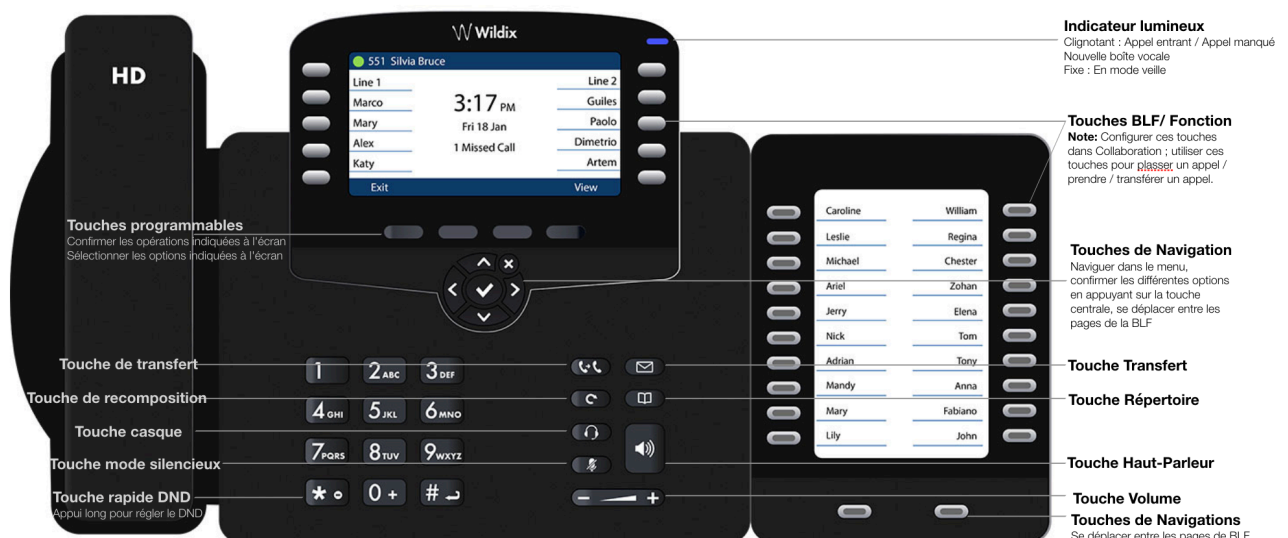 HD
Wildix
551 Silvia Bruce
Line 1
Line 2
Marco
Guiles
Mary
Paolo
Alex
Dimetrio
Katy
Artem
3:17 PM
Fri 18 Jan
1 Missed Call
Exit
View
Indicateur lumineux
Clignotant : Appel entrant / Appel manqué
Nouvelle boîte vocale
Fixe : En mode veille
Touches BLF/ Fonction
Note: Configurer ces touches
dans Collaboration ; utiliser ces
touches pour plasser un appel /
prendre / transférer un appel.
Touches programmables
Confirmer les opérations indiquées à l'écran
Sélectionner les options indiquées à l'écran
Touches de Navigation
Naviguer dans le menu,
confirmer les différentes options
en appuyant sur la touche
centrale, se déplacer entre les
pages de la BLF
Caroline
William
Leslie
Regina
Michael
Chester
Ariel
Zohan
Jerry
Elena
Nick
Tom
Adrian
Tony
Mandy
Anna
Mary
Fabiano
Lily
John
Touche de transfert
Touche de recomposition
Touche casque
Touche mode silencieux
Touche rapide DND
Appui long pour régler le DND
1
2 ABC
3 DEF
4 GHI
5 JKL
6 MNO
7 PQRS
8 TUV
9 WXYZ
*
0 +
#
− +
Touche Transfert
Touche Répertoire
Touche Haut-Parleur
Touche Volume
Touches de Navigations
Se déplacer entre les pages de BLF